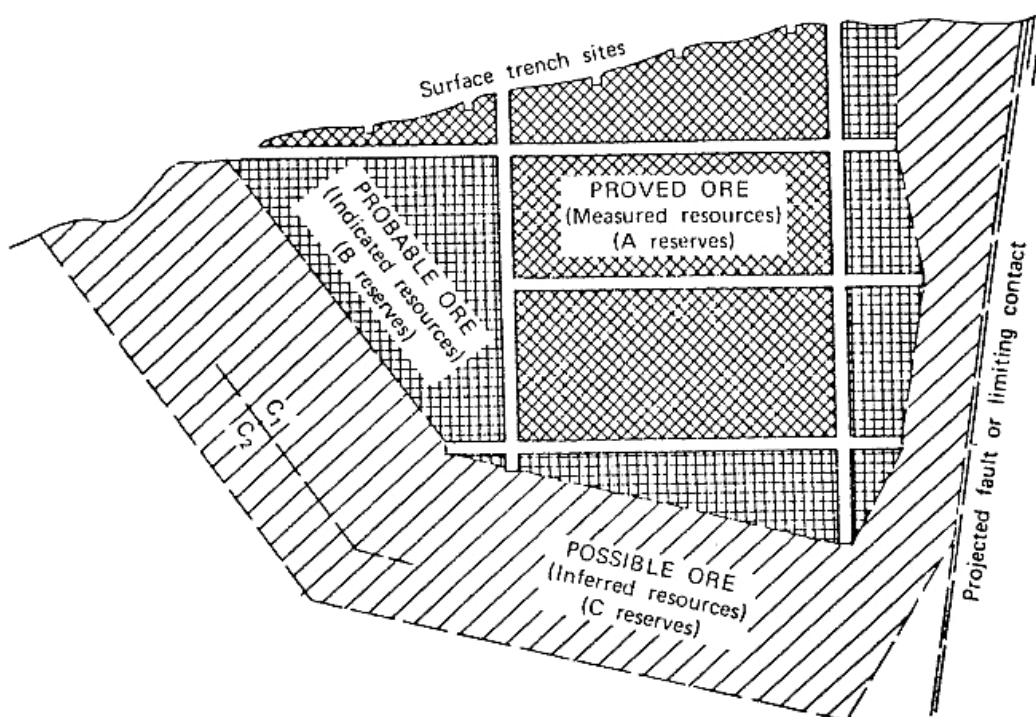 Surface trench sites
PROVED ORE
(Measured resources)
(A reserves)
PROBABLE ORE
(Indicated resources)
(B reserves)
C₁
C₂
POSSIBLE ORE
(Inferred resources)
(C reserves)
Projected fault or limiting contact